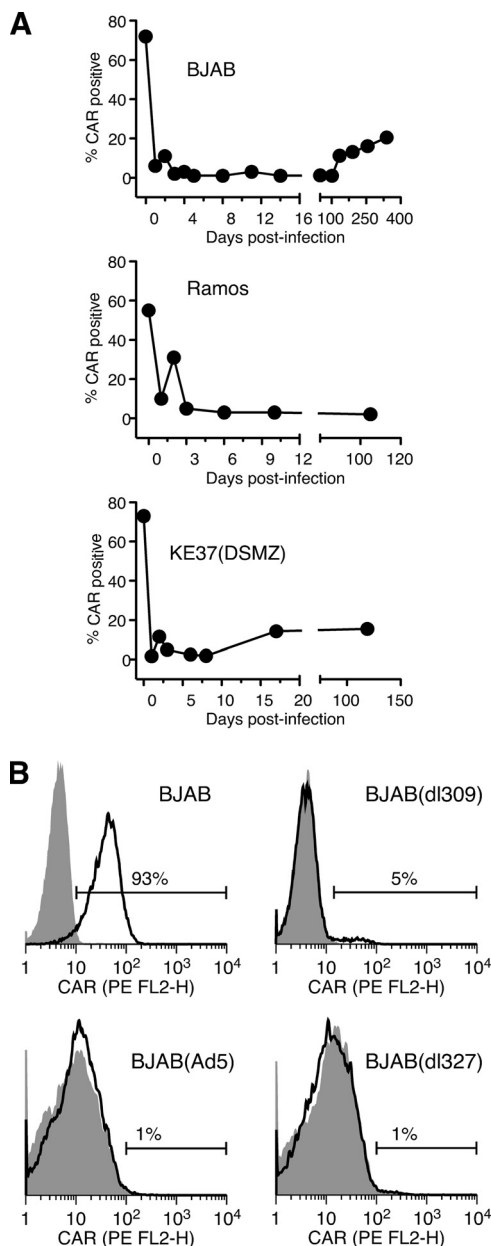 A
BJAB
% CAR positive
80
60
40
20
0
0 4 8 12 16 100 250 400
Days post-infection
Ramos
% CAR positive
80
60
40
20
0
0 3 6 9 12 100 120
Days post-infection
KE37(DSMZ)
% CAR positive
80
60
40
20
0
0 5 10 15 20 100 150
Days post-infection
B
BJAB
93%
1 10 10² 10³ 10⁴
CAR (PE FL2-H)
BJAB(dl309)
5%
1 10 10² 10³ 10⁴
CAR (PE FL2-H)
BJAB(Ad5)
1%
1 10 10² 10³ 10⁴
CAR (PE FL2-H)
BJAB(dl327)
1%
1 10 10² 10³ 10⁴
CAR (PE FL2-H)